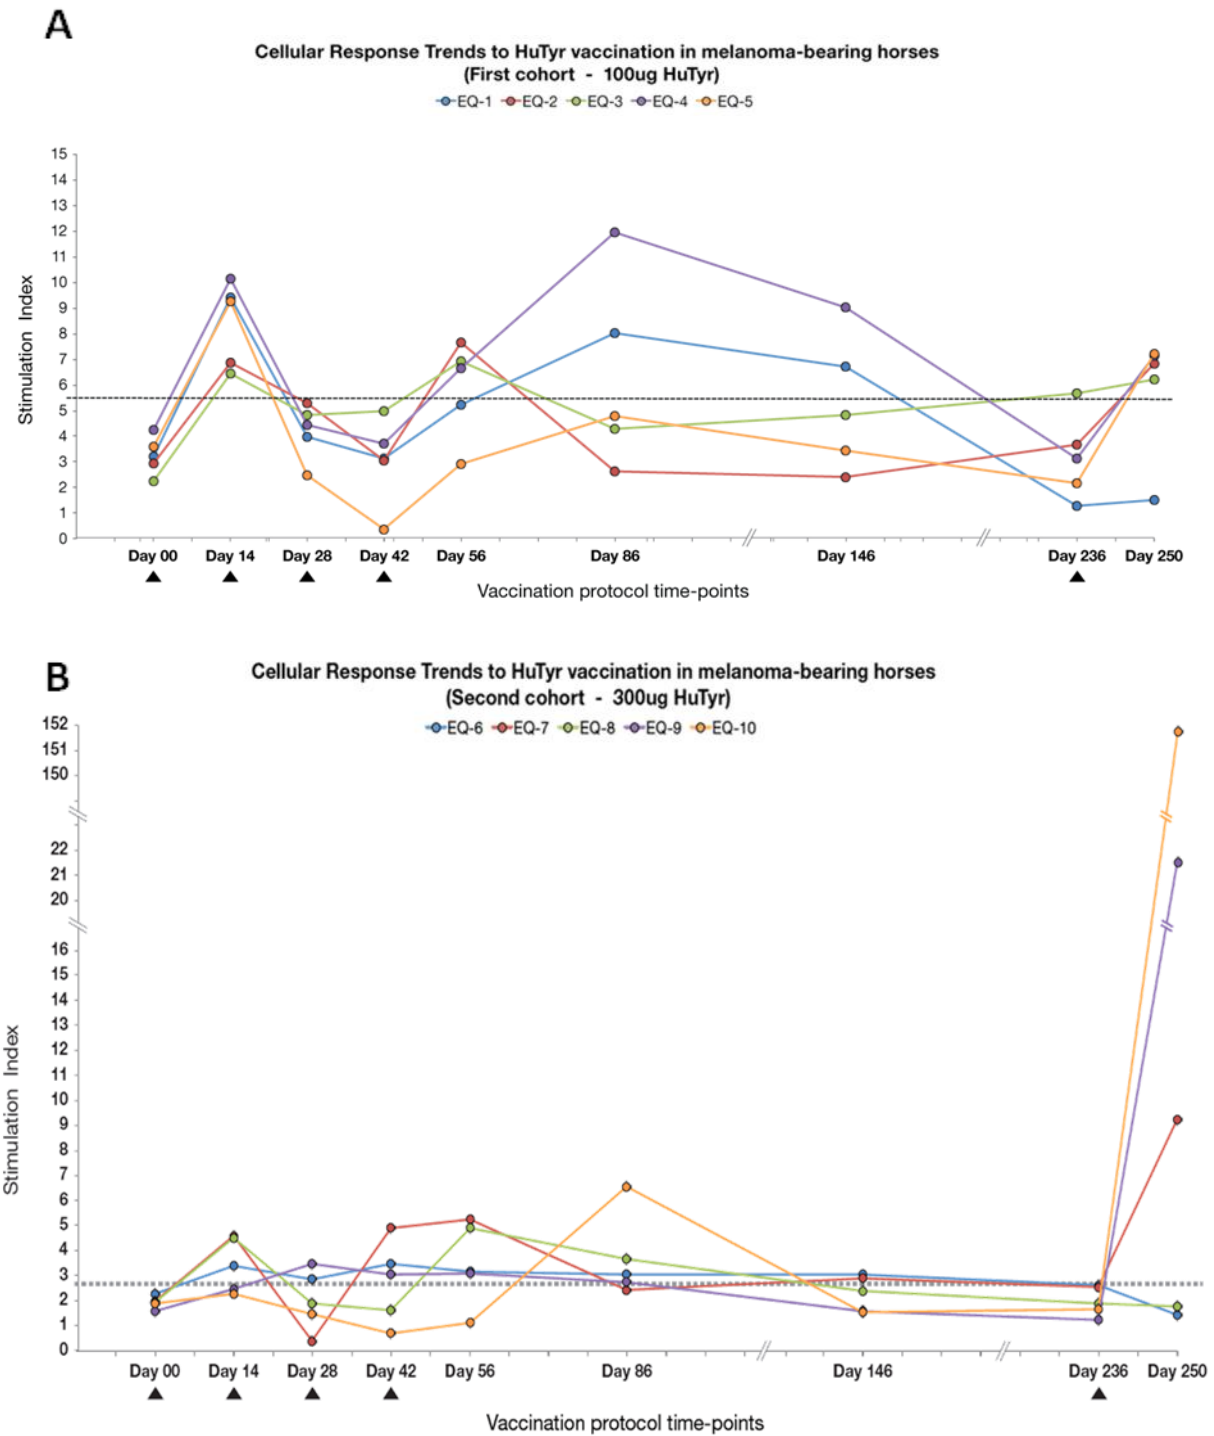 A
Cellular Response Trends to HuTyr vaccination in melanoma-bearing horses
(First cohort - 100ug HuTyr)
EQ-1 EQ-2 EQ-3 EQ-4 EQ-5
15
14
13
12
11
10
9
8
7
6
5
4
3
2
1
0
Stimulation Index
Day 00 Day 14 Day 28 Day 42 Day 56 Day 86 Day 146 Day 236 Day 250
Vaccination protocol time-points
B
Cellular Response Trends to HuTyr vaccination in melanoma-bearing horses
(Second cohort - 300ug HuTyr)
EQ-6 EQ-7 EQ-8 EQ-9 EQ-10
152
151
150
22
21
20
16
15
14
13
12
11
10
9
8
7
6
5
4
3
2
1
0
Stimulation Index
Day 00 Day 14 Day 28 Day 42 Day 56 Day 86 Day 146 Day 236 Day 250
Vaccination protocol time-points